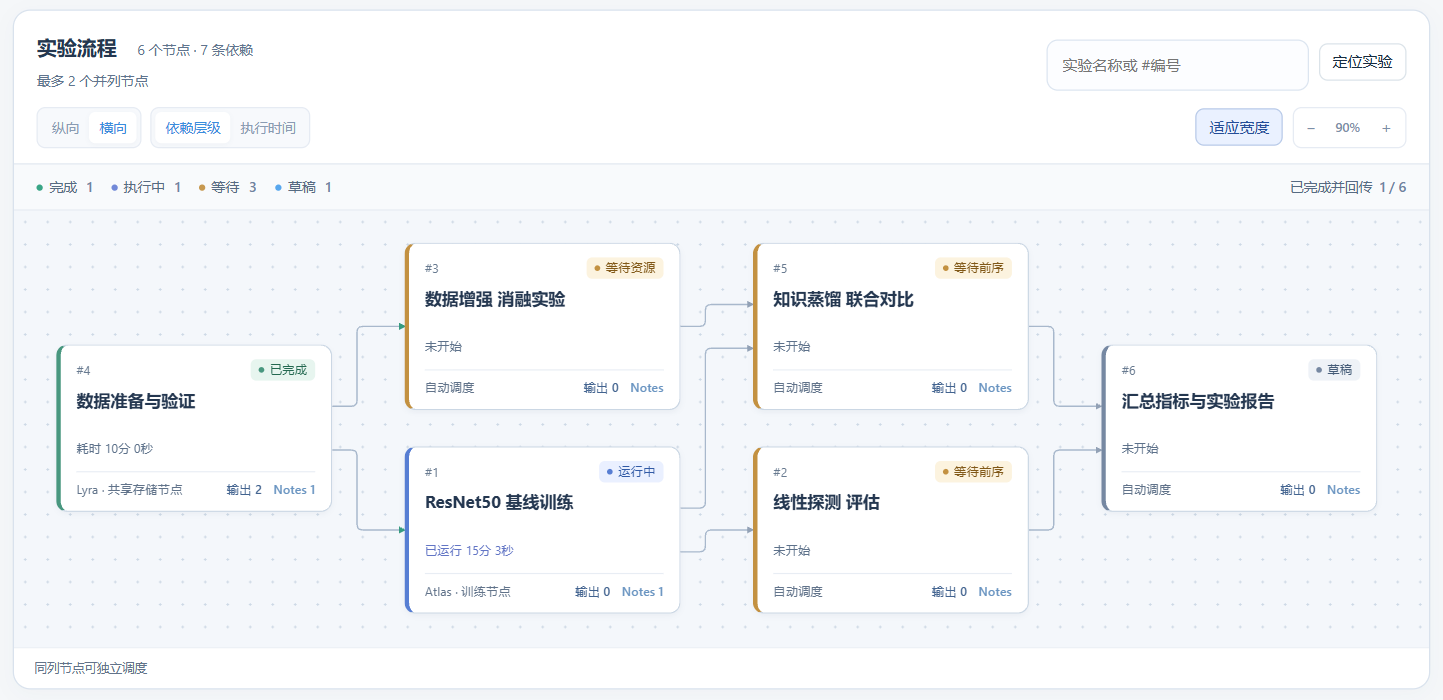 实验流程 6 个节点 · 7 条依赖
最多 2 个并列节点
实验名称或 #编号 定位实验
纵向 横向 依赖层级 执行时间
适应宽度 − 90% +
完成 1 执行中 1 等待 3 草稿 1
已完成并回传 1 / 6
#4 已完成
数据准备与验证
耗时 10分 0秒
Lyra · 共享存储节点 输出 2 Notes 1
#3 等待资源
数据增强 消融实验
未开始
自动调度 输出 0 Notes
#1 运行中
ResNet50 基线训练
已运行 15分 3秒
Atlas · 训练节点 输出 0 Notes 1
#5 等待前序
知识蒸馏 联合对比
未开始
自动调度 输出 0 Notes
#2 等待前序
线性探测 评估
未开始
自动调度 输出 0 Notes
#6 草稿
汇总指标与实验报告
未开始
自动调度 输出 0 Notes
同列节点可独立调度